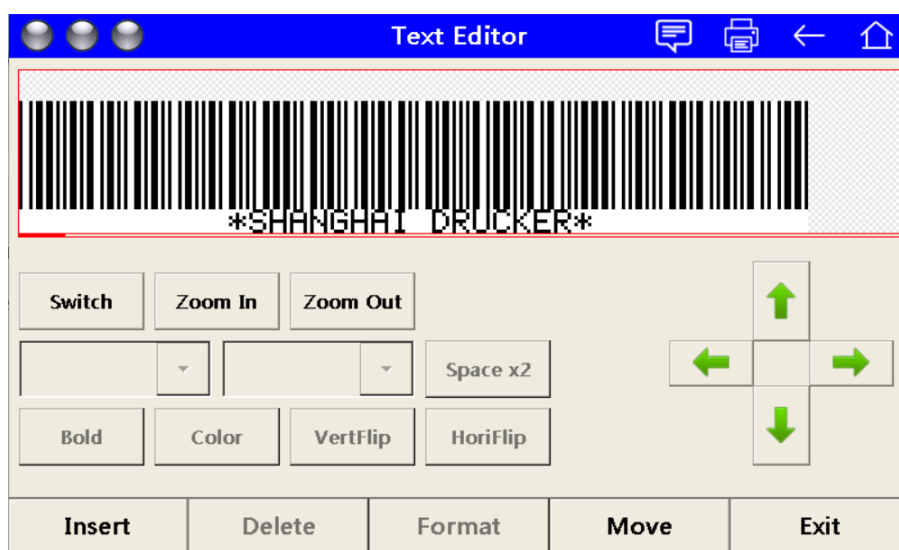 Text Editor
*SHANGHAI DRUCKER*
Switch Zoom In Zoom Out
Space x2
Bold Color VertFlip HoriFlip
Insert Delete Format Move Exit